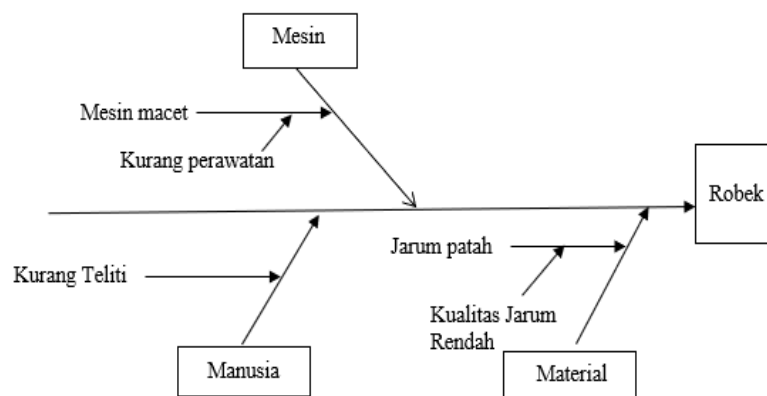 Mesin
Mesin macet
Kurang perawatan
Robek
Jarum patah
Kurang Teliti
Kualitas Jarum
Rendah
Manusia
Material